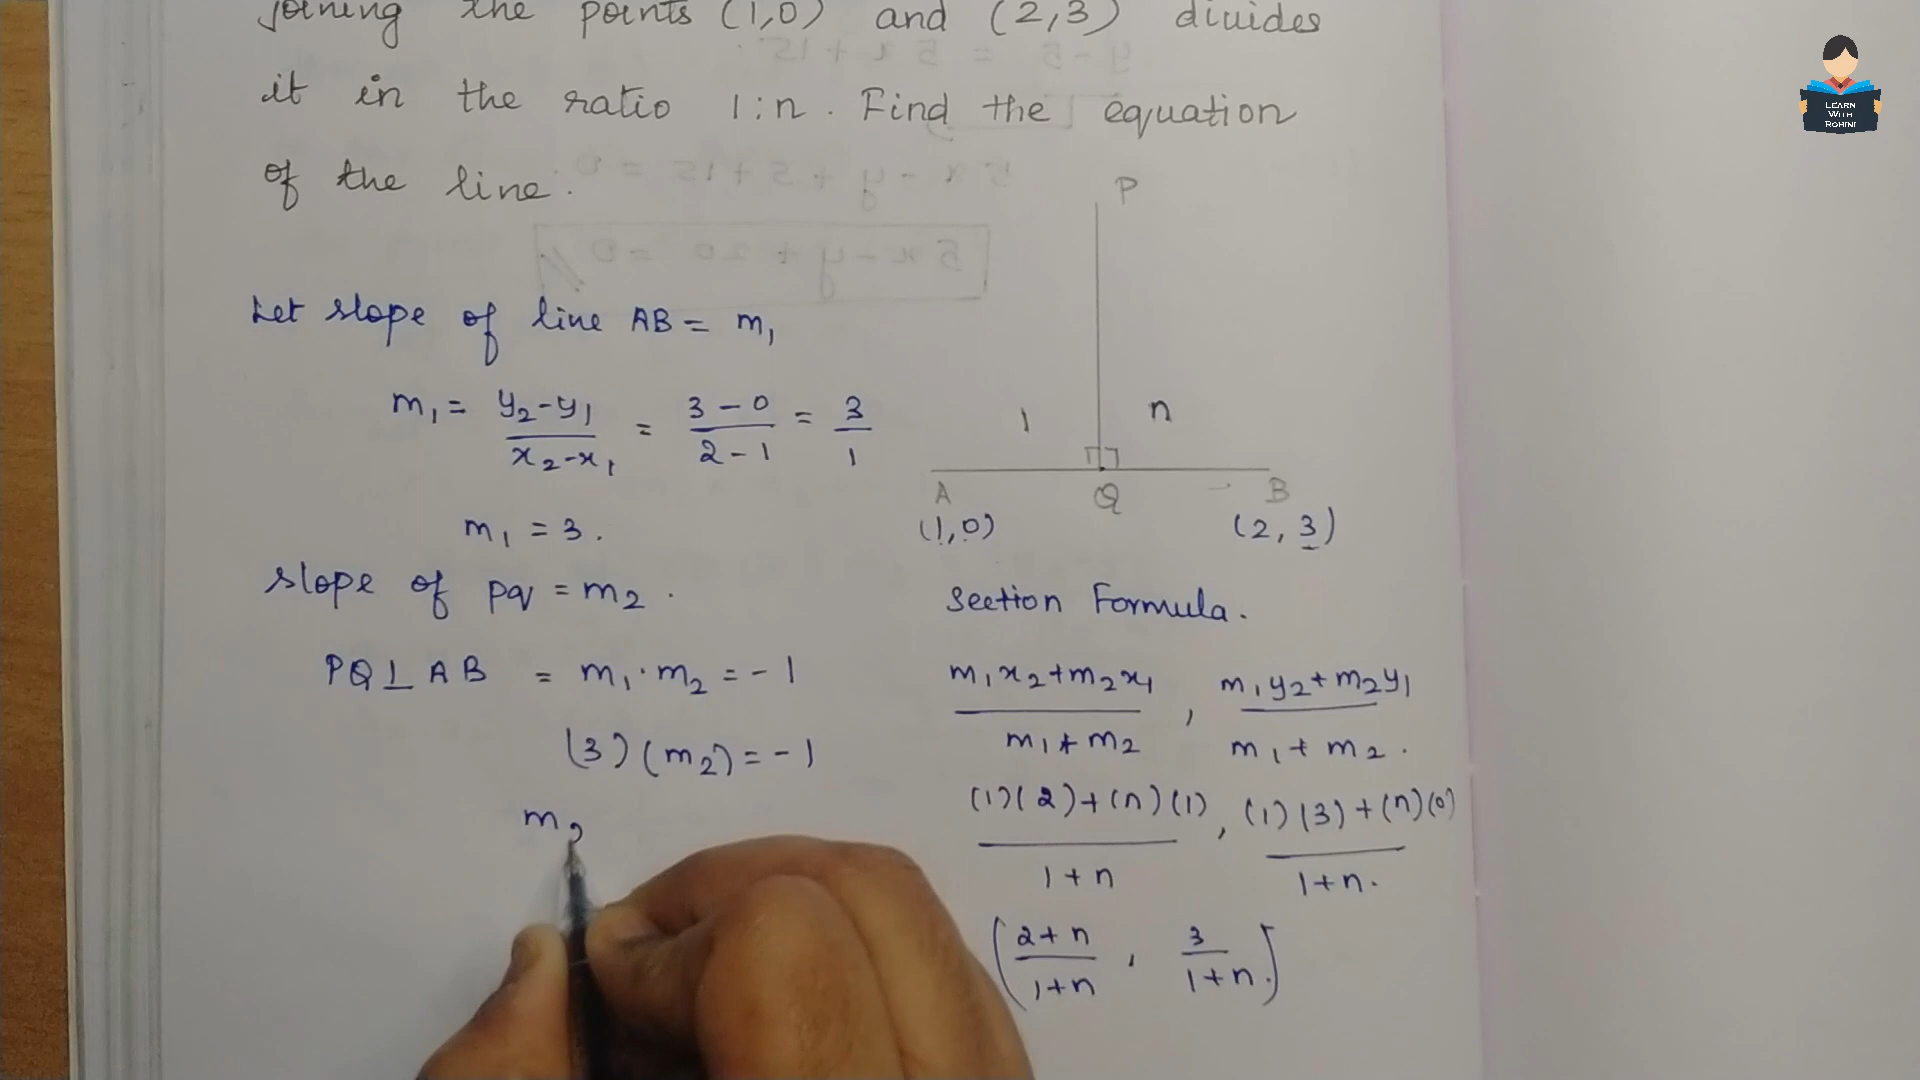 joining the points (1,0) and (2,3) divides
it in the ratio 1:n. Find the equation
of the line.
Let slope of line AB = m₁
m₁ = y₂-y₁/x₂-x₁ = 3-0/2-1 = 3/1
m₁ = 3.
slope of pq = m₂.
PQ⊥AB = m₁·m₂ = -1
(3)(m₂) = -1
m₂
P
1 n
A Q B
(1,0) (2,3)
Section Formula.
m₁x₂+m₂x₁/m₁+m₂ , m₁y₂+m₂y₁/m₁+m₂.
(1)(2)+(n)(1)/1+n , (1)(3)+(n)(0)/1+n.
(2+n/1+n , 3/1+n.)
LEARN
WITH
ROHINI